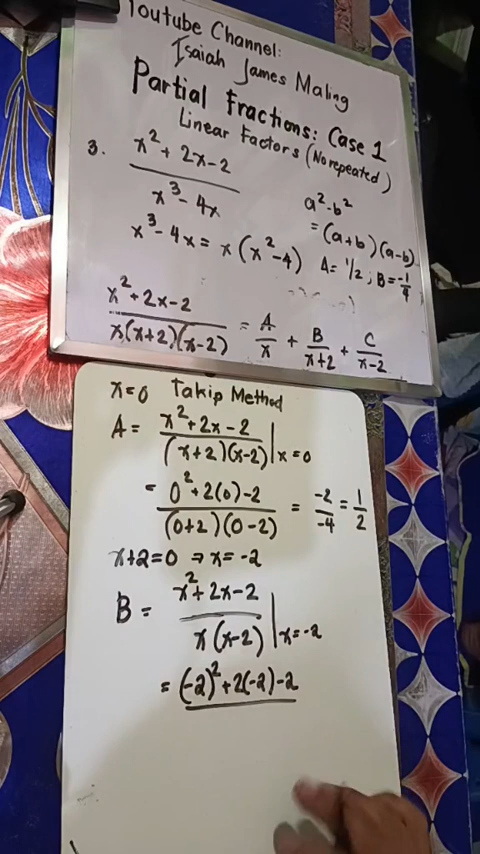 Youtube Channel:
Isaiah James Maling
Partial Fractions: Case 1
Linear Factors (No repeated)
3. x²+2x-2
x³-4x
a²-b²
=(a+b)(a-b)
x³-4x = x(x²-4)
A= 1/2 ; B= -1/4
x²+2x-2 / x(x+2)(x-2) = A/x + B/x+2 + C/x-2
x=0 Takip Method
A= x²+2x-2 / (x+2)(x-2) | x=0
= 0²+2(0)-2 / (0+2)(0-2) = -2/-4 = 1/2
x+2=0 ⇒ x=-2
B= x²+2x-2 / x(x-2) | x=-2
= (-2)²+2(-2)-2